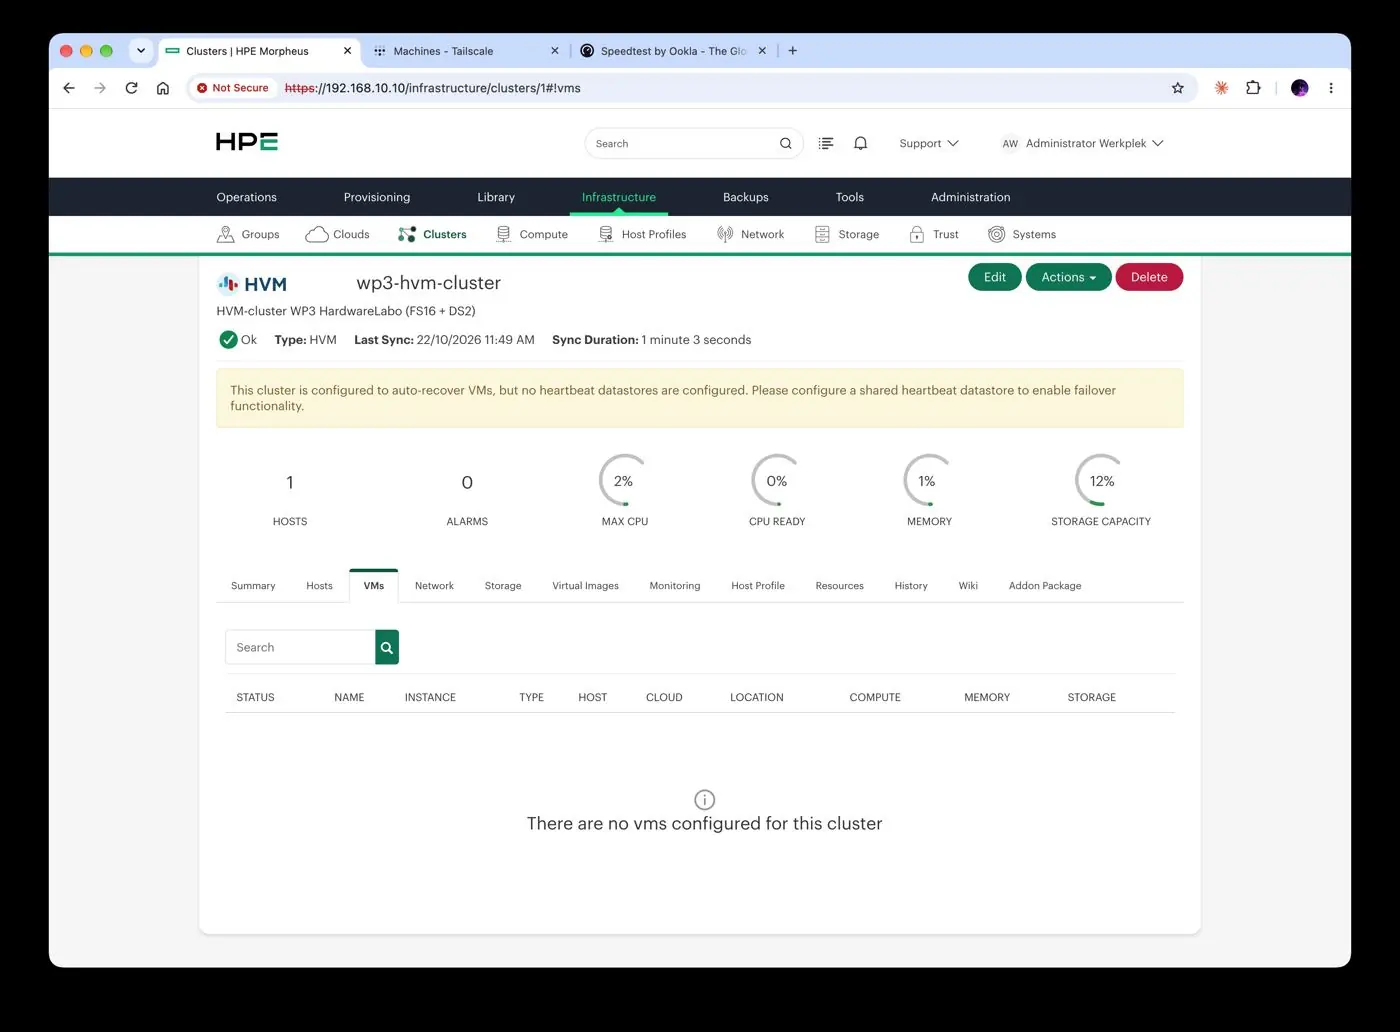 Clusters | HPE Morpheus
Machines - Tailscale
Speedtest by Ookla - The Glo
Not Secure https://192.168.10.10/infrastructure/clusters/1#!vms
HPE
Search
Support
AW Administrator Werkplek
Operations Provisioning Library Infrastructure Backups Tools Administration
Groups Clouds Clusters Compute Host Profiles Network Storage Trust Systems
HVM wp3-hvm-cluster
Edit Actions Delete
HVM-cluster WP3 HardwareLabo (FS16 + DS2)
Ok Type: HVM Last Sync: 22/10/2026 11:49 AM Sync Duration: 1 minute 3 seconds
This cluster is configured to auto-recover VMs, but no heartbeat datastores are configured. Please configure a shared heartbeat datastore to enable failover
functionality.
1 0 2% 0% 1% 12%
HOSTS ALARMS MAX CPU CPU READY MEMORY STORAGE CAPACITY
Summary Hosts VMs Network Storage Virtual Images Monitoring Host Profile Resources History Wiki Addon Package
Search
STATUS NAME INSTANCE TYPE HOST CLOUD LOCATION COMPUTE MEMORY STORAGE
There are no vms configured for this cluster